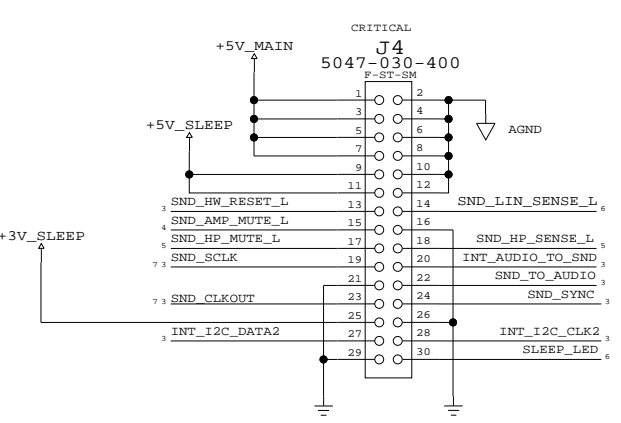 CRITICAL
+5V_MAIN
J4
5047-030-400
F-ST-SM
1 2
3 4
+5V_SLEEP
5 6
AGND
7 8
9 10
11 12
3 SND_HW_RESET_L 13 14 SND_LIN_SENSE_L 6
4 SND_AMP_MUTE_L 15 16
+3V_SLEEP
5 SND_HP_MUTE_L 17 18 SND_HP_SENSE_L 5
7 3 SND_SCLK 19 20 INT_AUDIO_TO_SND 3
21 22 SND_TO_AUDIO 3
7 3 SND_CLKOUT 23 24 SND_SYNC 3
25 26
3 INT_I2C_DATA2 27 28 INT_I2C_CLK2 3
29 30 SLEEP_LED 6